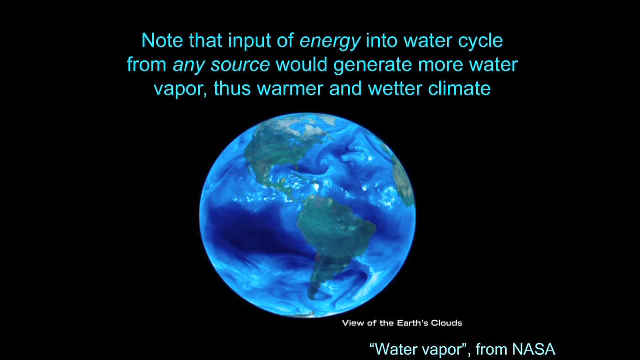 Note that input of energy into water cycle
from any source would generate more water
vapor, thus warmer and wetter climate
View of the Earth's Clouds
“Water vapor”, from NASA